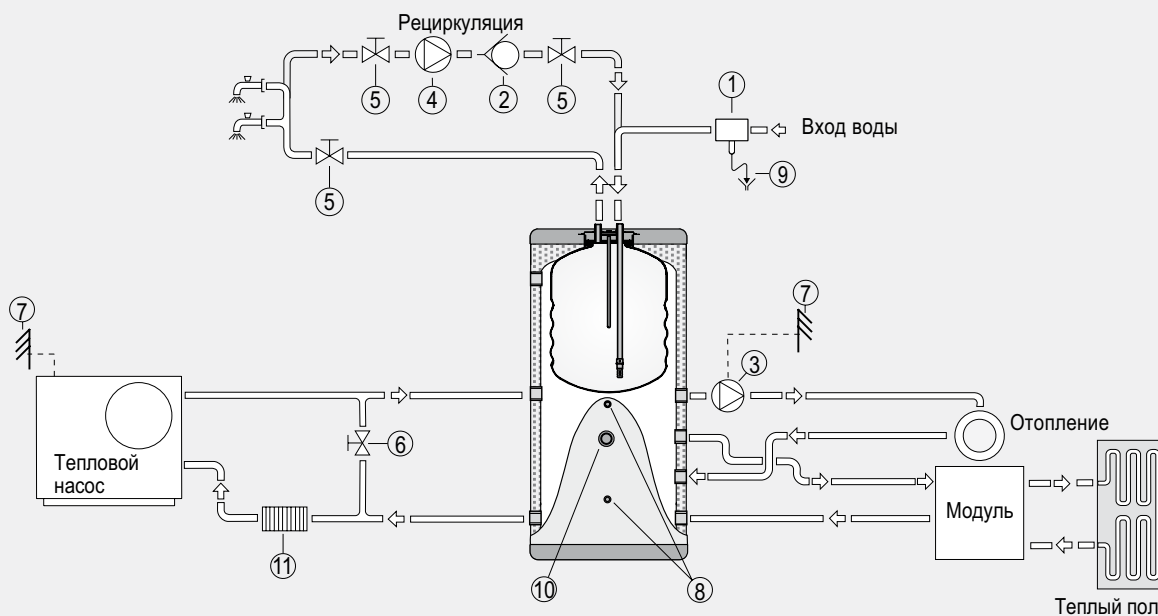 Рециркуляция
5
4
2
5
1
Вход воды
9
5
7
7
3
Отопление
6
Тепловой
насос
Модуль
11
10
8
Теплый пол